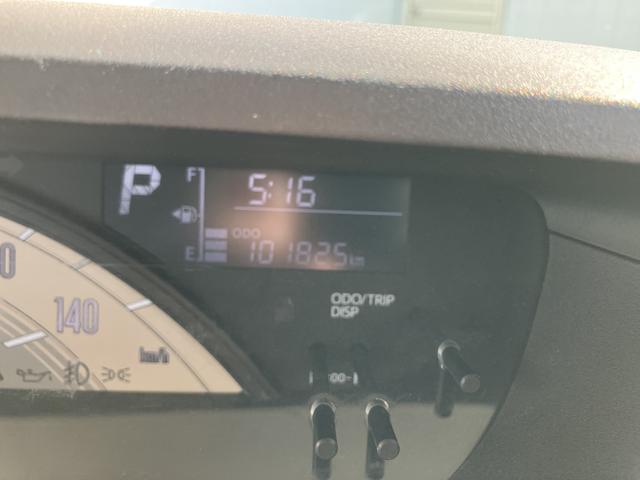 P
F
5:16
ODO
E 101825 km
140
km/h
ODO/TRIP
DISP